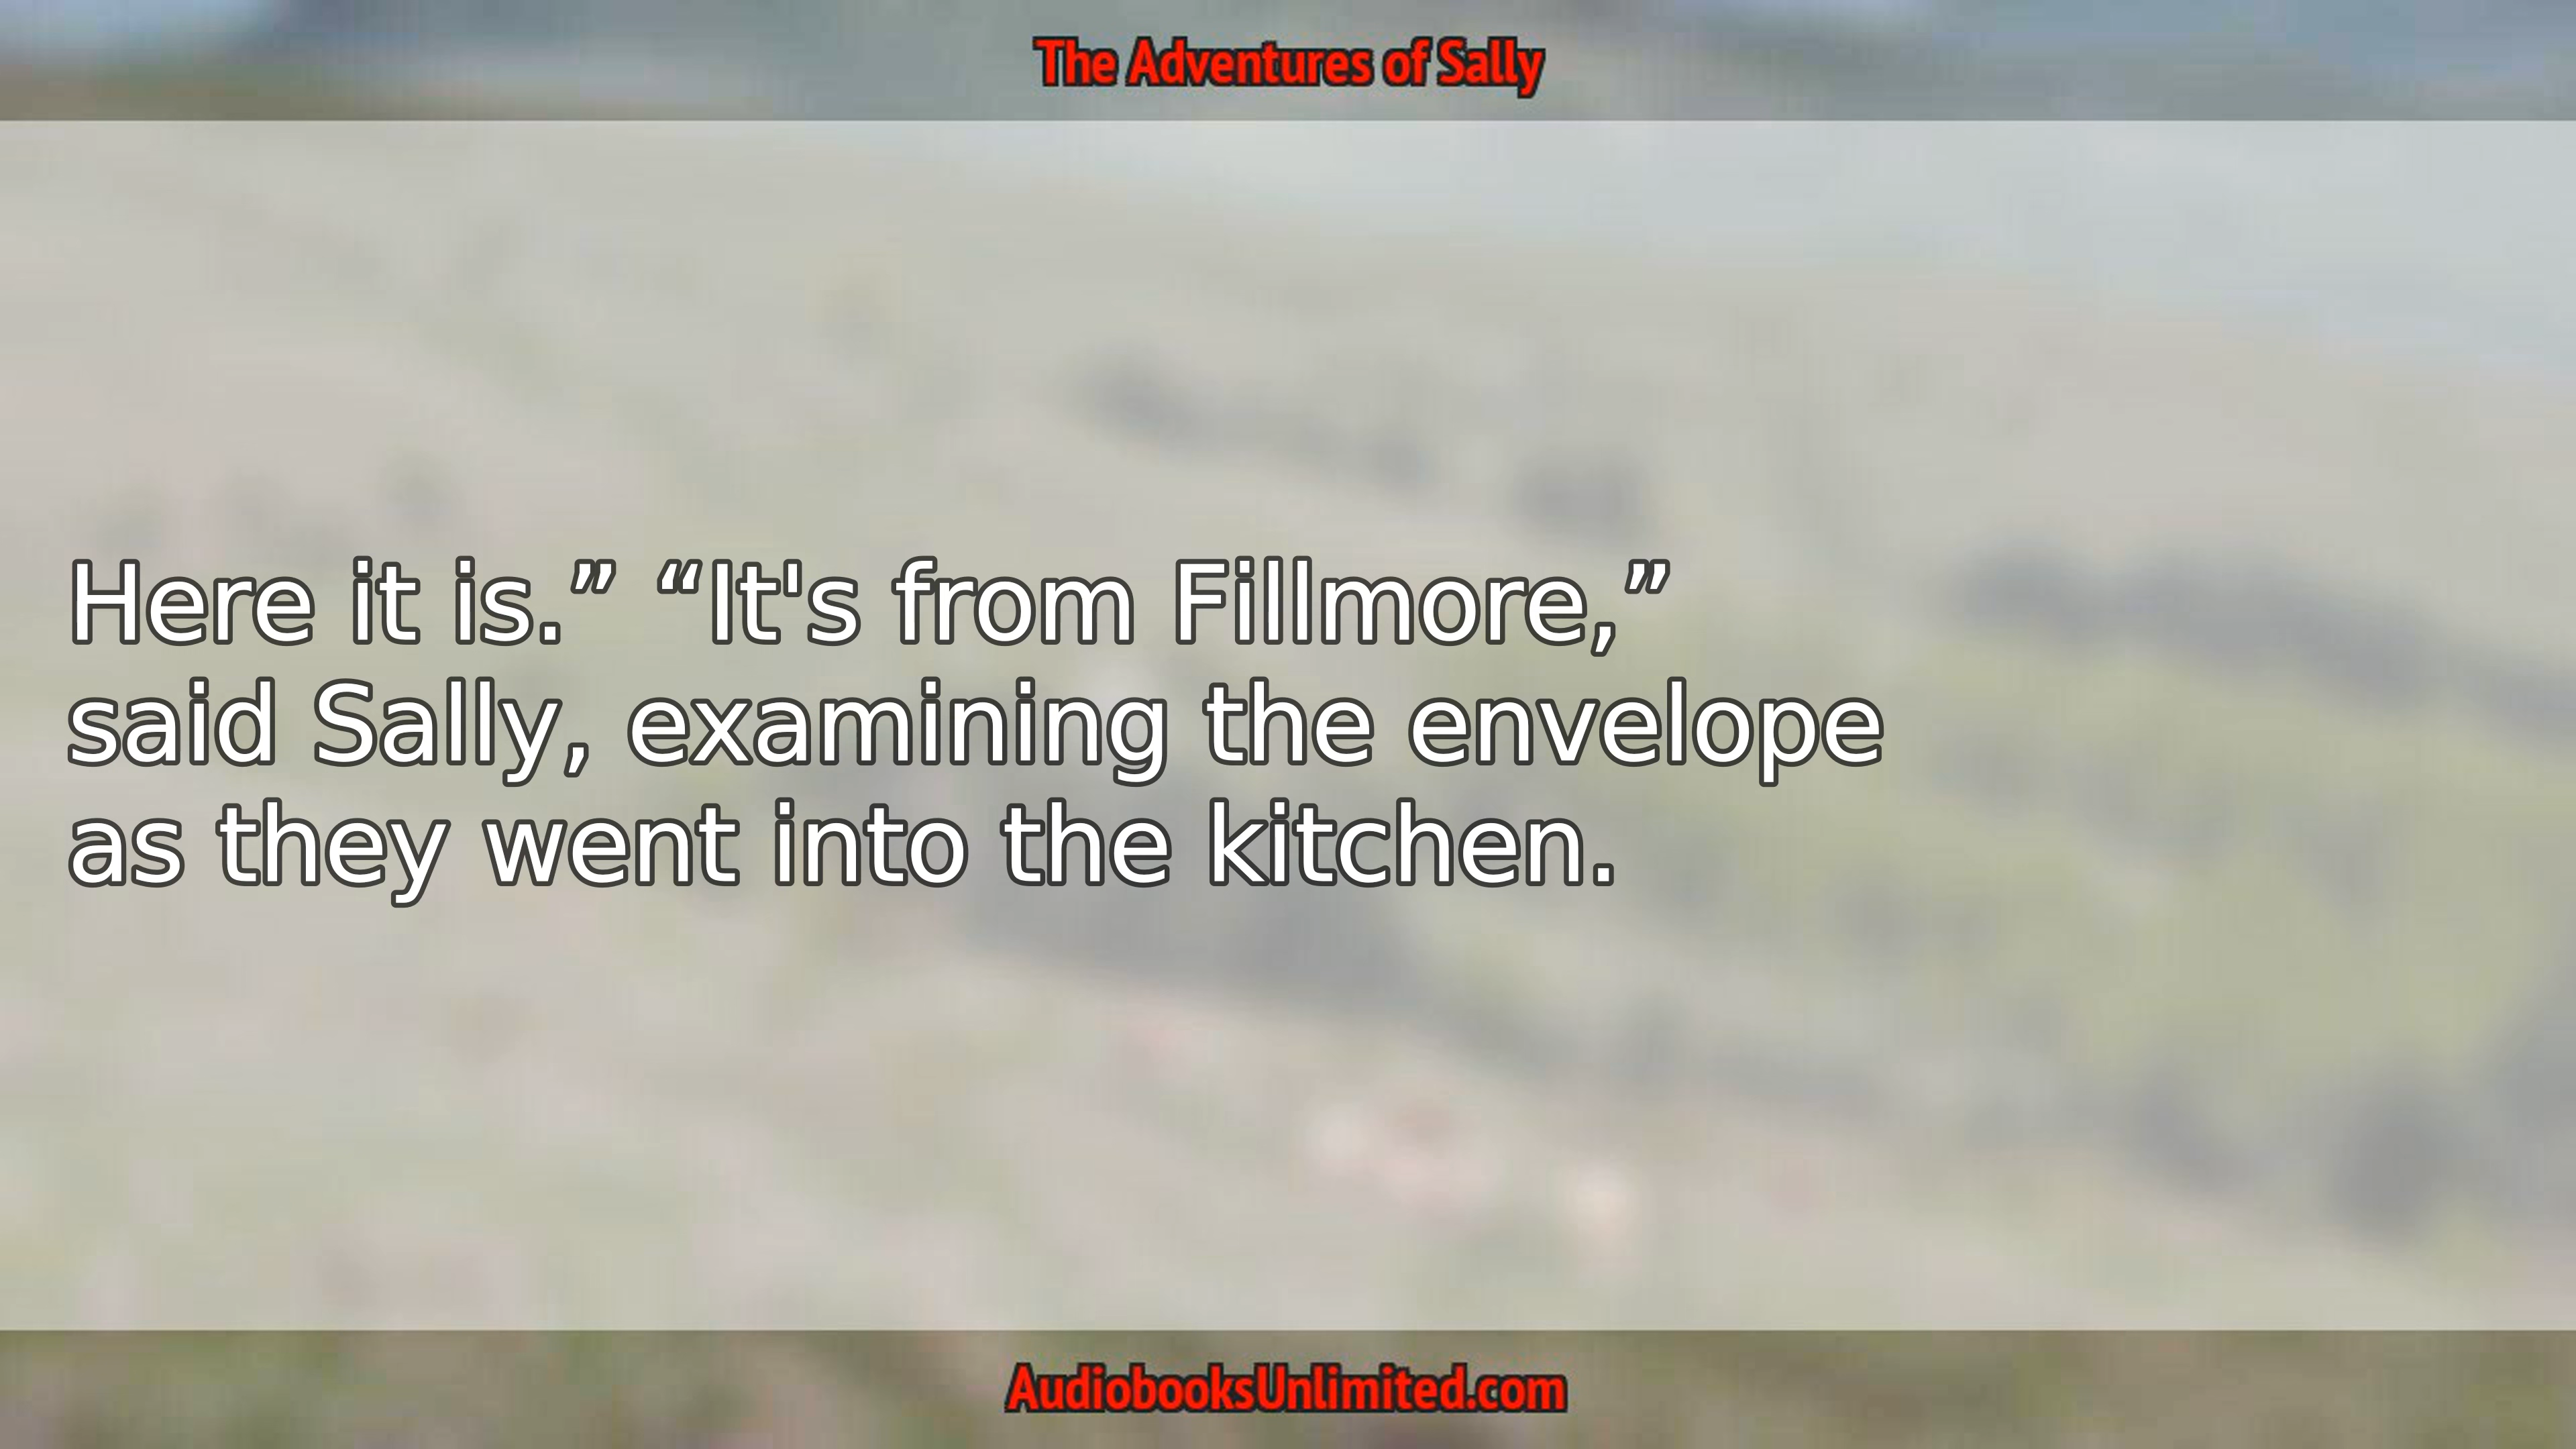 The Adventures of Sally
Here it is.” “It's from Fillmore,”
said Sally, examining the envelope
as they went into the kitchen.
AudiobooksUnlimited.com